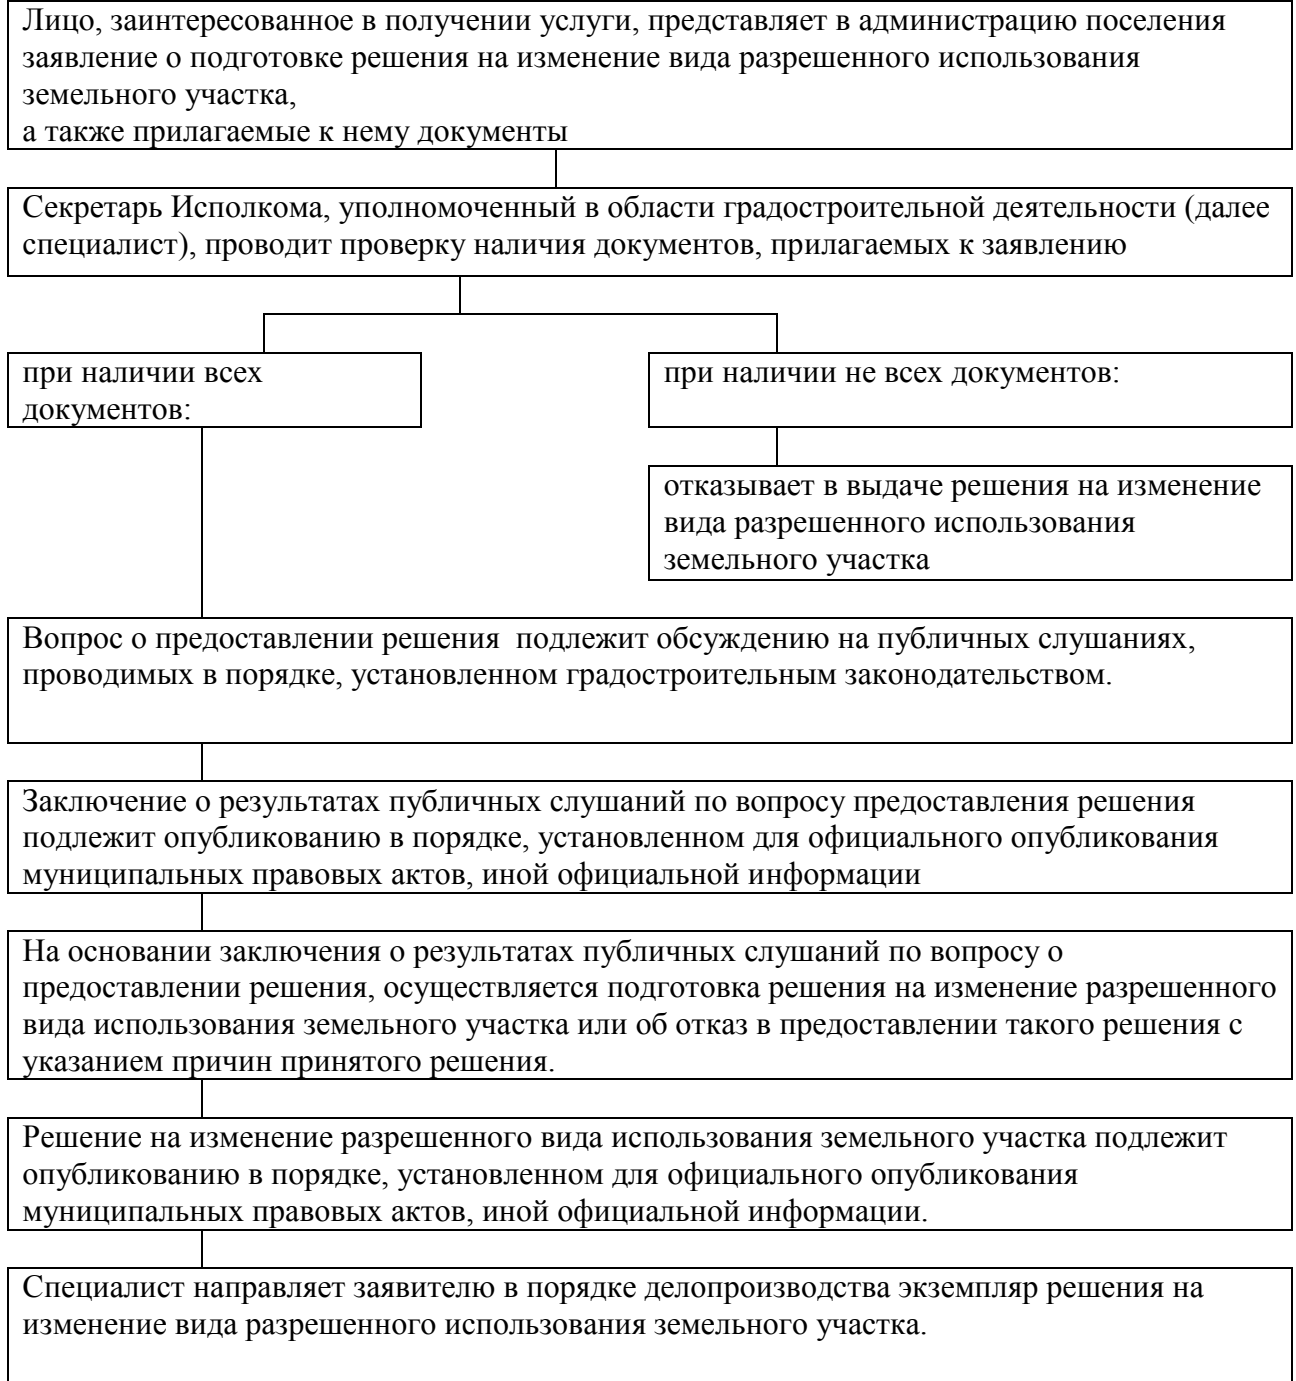 Лицо, заинтересованное в получении услуги, представляет в администрацию поселения
заявление о подготовке решения на изменение вида разрешенного использования
земельного участка,
а также прилагаемые к нему документы
Секретарь Исполкома, уполномоченный в области градостроительной деятельности (далее
специалист), проводит проверку наличия документов, прилагаемых к заявлению
при наличии всех
документов:
при наличии не всех документов:
отказывает в выдаче решения на изменение
вида разрешенного использования
земельного участка
Вопрос о предоставлении решения  подлежит обсуждению на публичных слушаниях,
проводимых в порядке, установленном градостроительным законодательством.
Заключение о результатах публичных слушаний по вопросу предоставления решения
подлежит опубликованию в порядке, установленном для официального опубликования
муниципальных правовых актов, иной официальной информации
На основании заключения о результатах публичных слушаний по вопросу о
предоставлении решения, осуществляется подготовка решения на изменение разрешенного
вида использования земельного участка или об отказ в предоставлении такого решения с
указанием причин принятого решения.
Решение на изменение разрешенного вида использования земельного участка подлежит
опубликованию в порядке, установленном для официального опубликования
муниципальных правовых актов, иной официальной информации.
Специалист направляет заявителю в порядке делопроизводства экземпляр решения на
изменение вида разрешенного использования земельного участка.